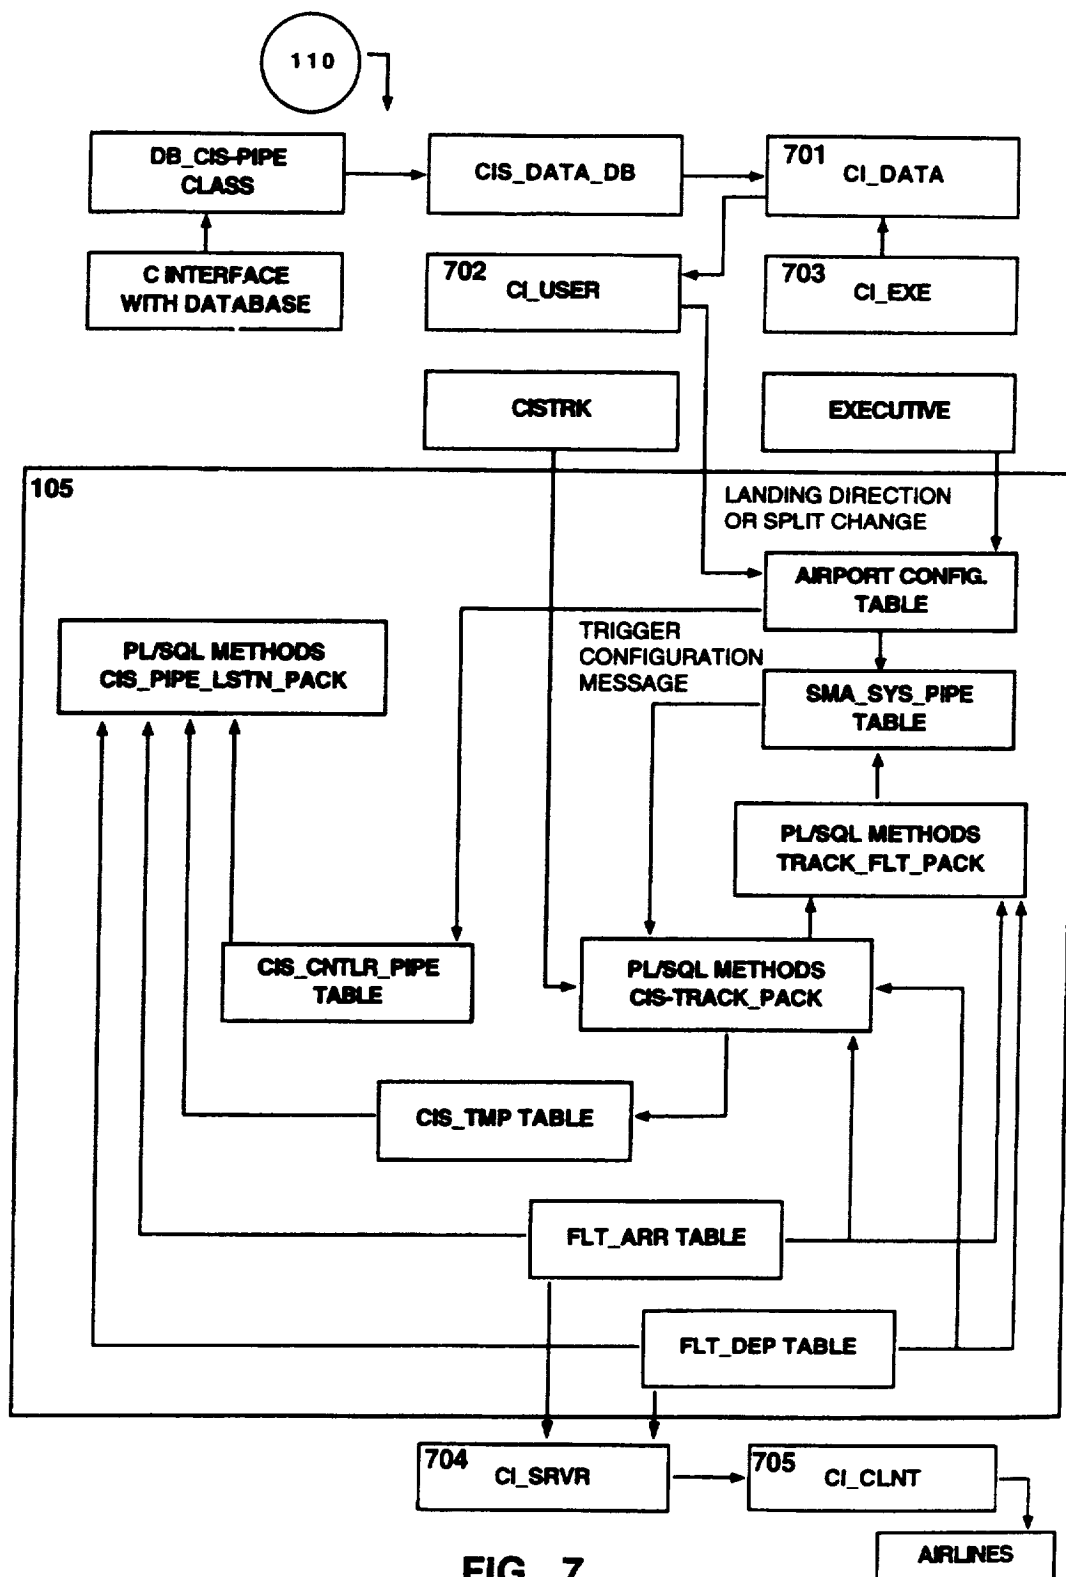 110
DB_CIS-PIPE
CLASS
CIS_DATA_DB
701
CI_DATA
C INTERFACE
WITH DATABASE
702
CI_USER
703
CI_EXE
CISTRK
EXECUTIVE
105
LANDING DIRECTION
OR SPLIT CHANGE
AIRPORT CONFIG.
TABLE
PL/SQL METHODS
CIS_PIPE_LSTN_PACK
TRIGGER
CONFIGURATION
MESSAGE
SMA_SYS_PIPE
TABLE
PL/SQL METHODS
TRACK_FLT_PACK
CIS_CNTLR_PIPE
TABLE
PL/SQL METHODS
CIS-TRACK_PACK
CIS_TMP TABLE
FLT_ARR TABLE
FLT_DEP TABLE
704
CI_SRVR
705
CI_CLNT
AIRLINES
FIG. 7